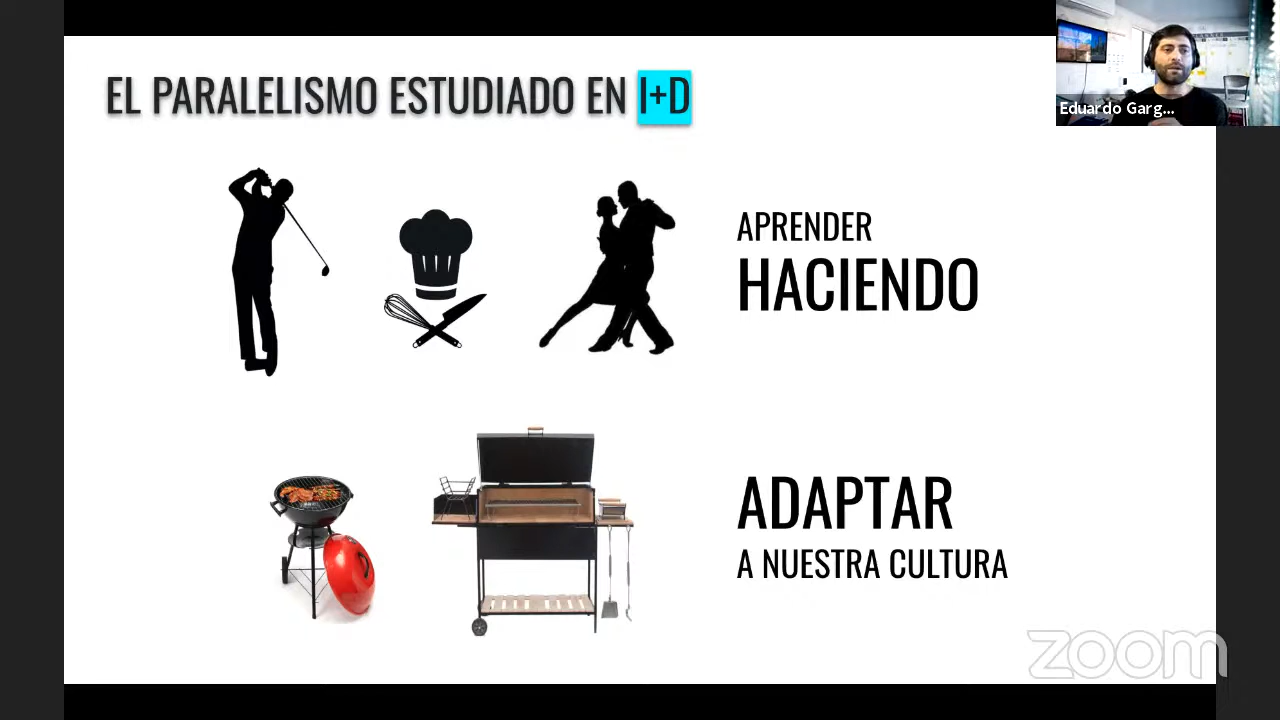 EL PARALELISMO ESTUDIADO EN I+D
Eduardo Garg...
APRENDER
HACIENDO
ADAPTAR
A NUESTRA CULTURA
zoom